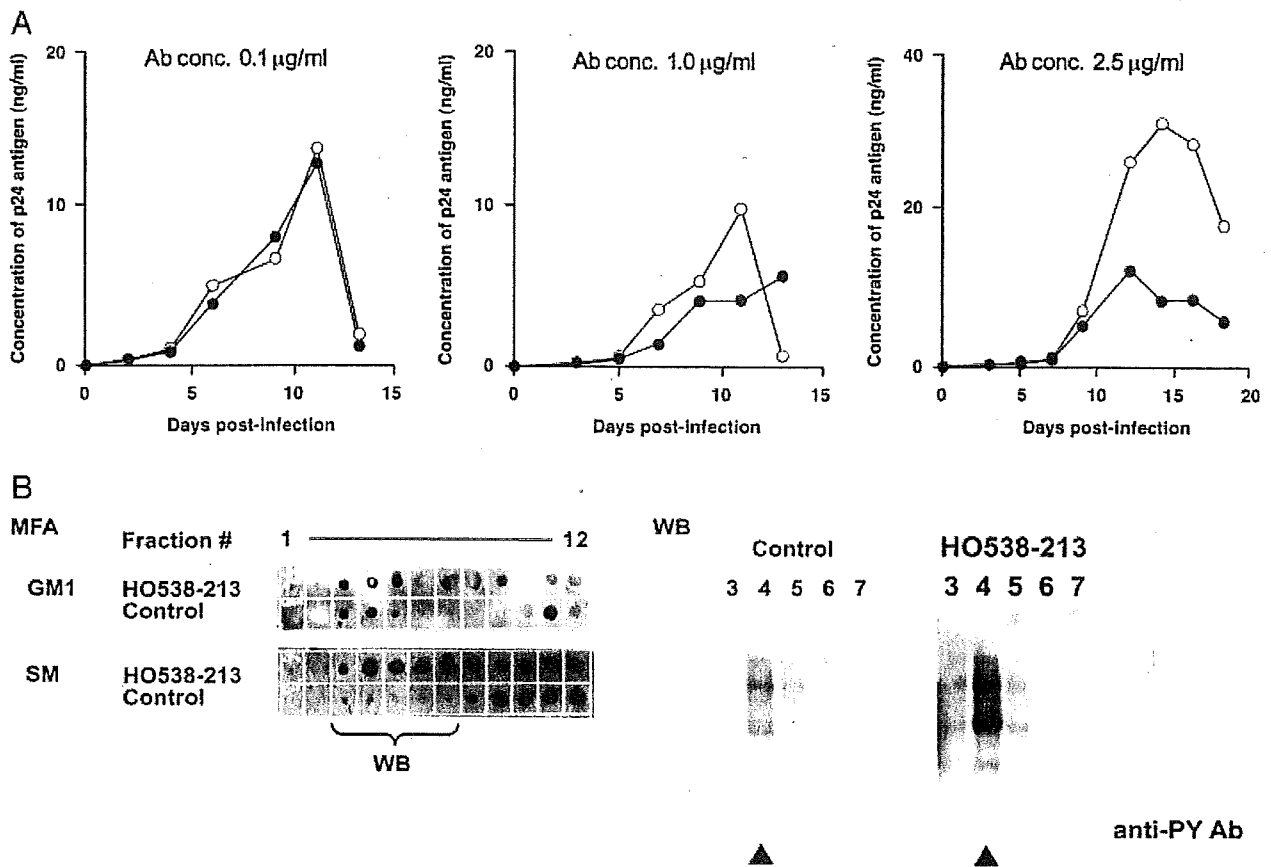 A
Ab conc. 0.1 µg/ml
Ab conc. 1.0 µg/ml
Ab conc. 2.5 µg/ml
Concentration of p24 antigen (ng/ml)
20
10
0
0 5 10 15
Days post-infection
Concentration of p24 antigen (ng/ml)
20
10
0
0 5 10 15
Days post-infection
Concentration of p24 antigen (ng/ml)
40
20
0
0 5 10 15 20
Days post-infection
B
MFA
Fraction # 1 12
GM1 HO538-213
Control
SM HO538-213
Control
WB
WB
Control
3 4 5 6 7
HO538-213
3 4 5 6 7
anti-PY Ab